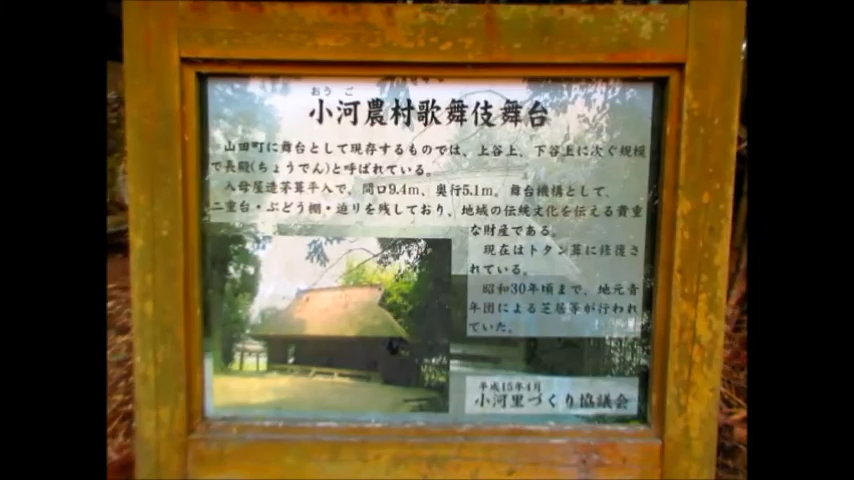 おうご
小河農村歌舞伎舞台
山田町に舞台として現存するものでは、上谷上、下谷上に次ぐ規模
で長殿(ちょうでん)と呼ばれている。
入母屋造茅葺平入で、間口9.4m、奥行5.1m。舞台機構として、
二重台・ぶどう棚・迫りを残しており、地域の伝統文化を伝える貴重
な財産である。
現在はトタン葺に修復さ
れている。
昭和30年頃まで、地元青
年団による芝居等が行われ
ていた。
平成15年4月
小河里づくり協議会